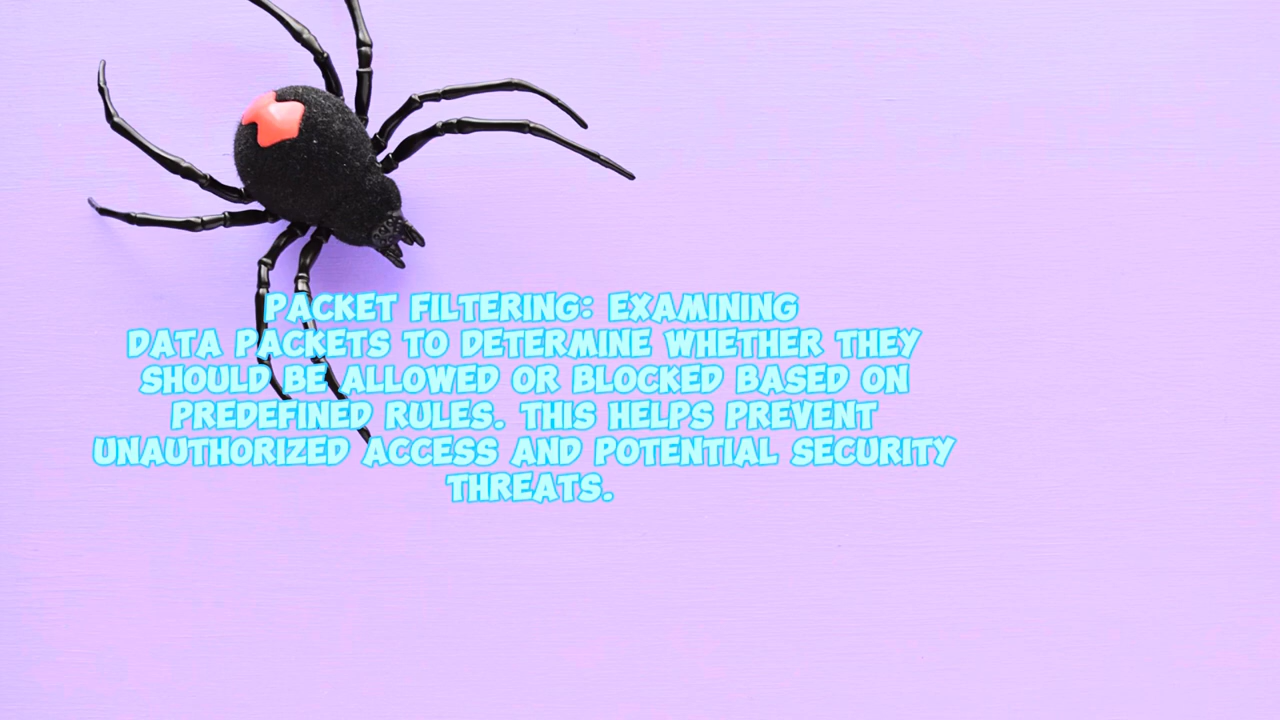 PACKET FILTERING: EXAMINING
DATA PACKETS TO DETERMINE WHETHER THEY
SHOULD BE ALLOWED OR BLOCKED BASED ON
PREDEFINED RULES. THIS HELPS PREVENT
UNAUTHORIZED ACCESS AND POTENTIAL SECURITY
THREATS.